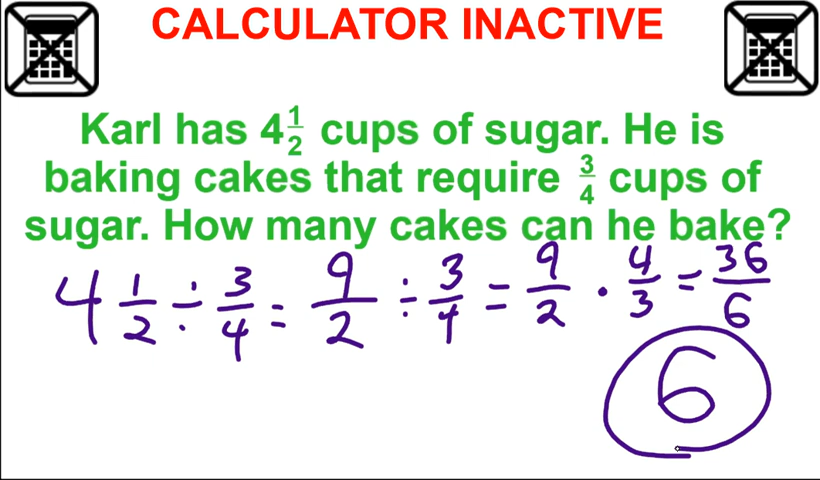 CALCULATOR INACTIVE
Karl has 4 1/2 cups of sugar. He is
baking cakes that require 3/4 cups of
sugar. How many cakes can he bake?
4 1/2 ÷ 3/4 = 9/2 ÷ 3/4 = 9/2 · 4/3 = 36/6
6